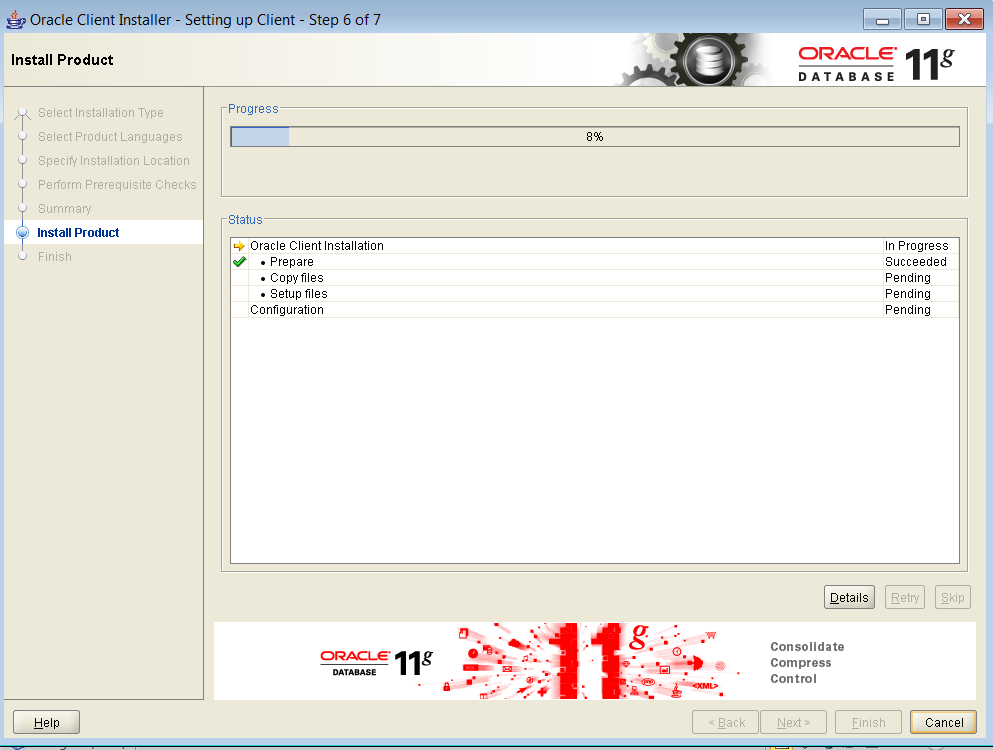 Oracle Client Installer - Setting up Client - Step 6 of 7
Install Product
ORACLE
DATABASE 11g
Select Installation Type
Select Product Languages
Specify Installation Location
Perform Prerequisite Checks
Summary
Install Product
Finish
Progress
8%
Status
Oracle Client Installation In Progress
• Prepare Succeeded
• Copy files Pending
• Setup files Pending
Configuration Pending
Details Retry Skip
ORACLE
DATABASE 11g
11g
<XML>
Consolidate
Compress
Control
Help < Back Next > Finish Cancel